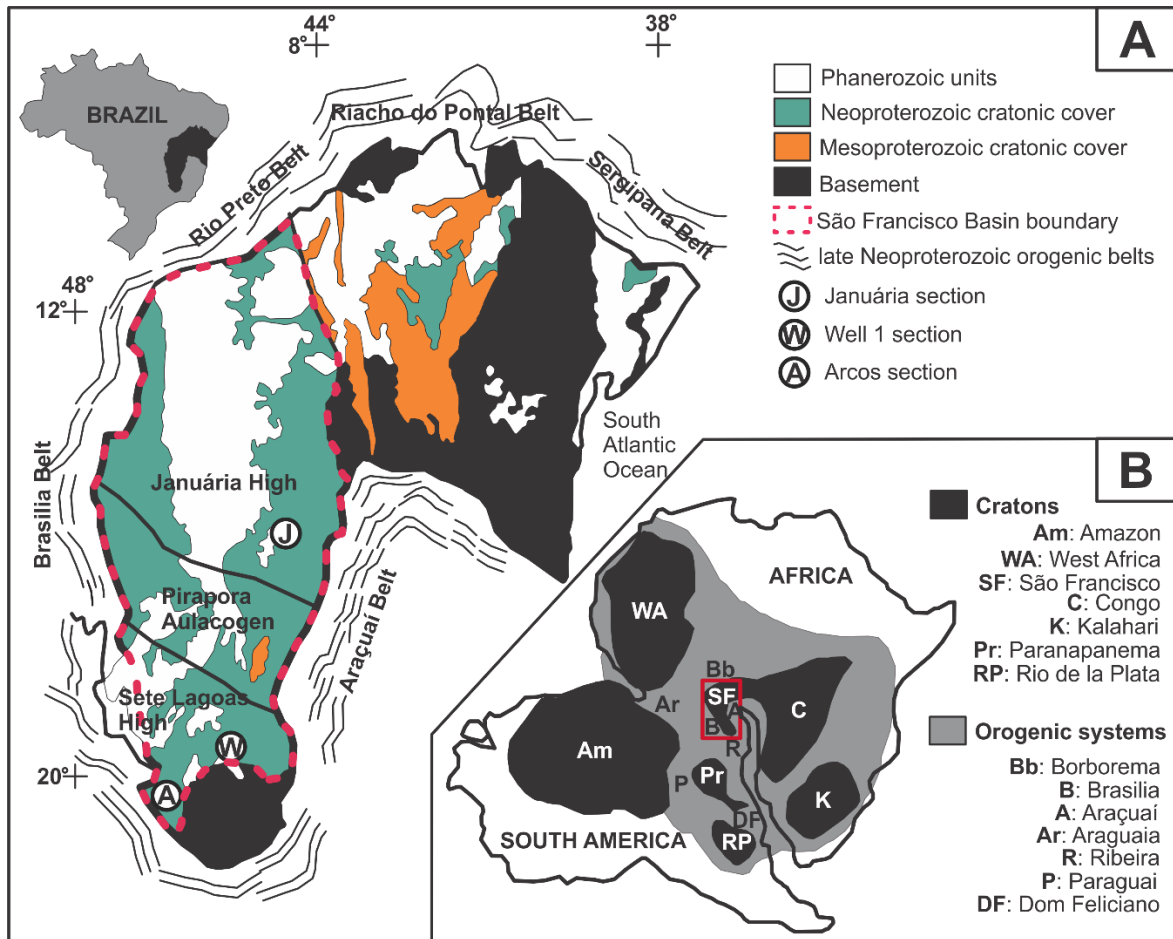 A
44°
8°
38°
BRAZIL
Riacho do Pontal Belt
Rio Preto Belt
Sergipana Belt
48°
12°
Phanerozoic units
Neoproterozoic cratonic cover
Mesoproterozoic cratonic cover
Basement
São Francisco Basin boundary
late Neoproterozoic orogenic belts
J Januária section
W Well 1 section
A Arcos section
South
Atlantic
Ocean
Brasília Belt
Januária High
J
Pirapora
Aulacogen
Araçuaí Belt
Sete Lagoas
High
W
20°
A
B
AFRICA
WA
Bb
SF
A
B
Ar
C
R
Am
Pr
P
K
DF
RP
SOUTH AMERICA
Cratons
Am: Amazon
WA: West Africa
SF: São Francisco
C: Congo
K: Kalahari
Pr: Paranapanema
RP: Rio de la Plata
Orogenic systems
Bb: Borborema
B: Brasilia
A: Araçuaí
Ar: Araguaia
R: Ribeira
P: Paraguai
DF: Dom Feliciano